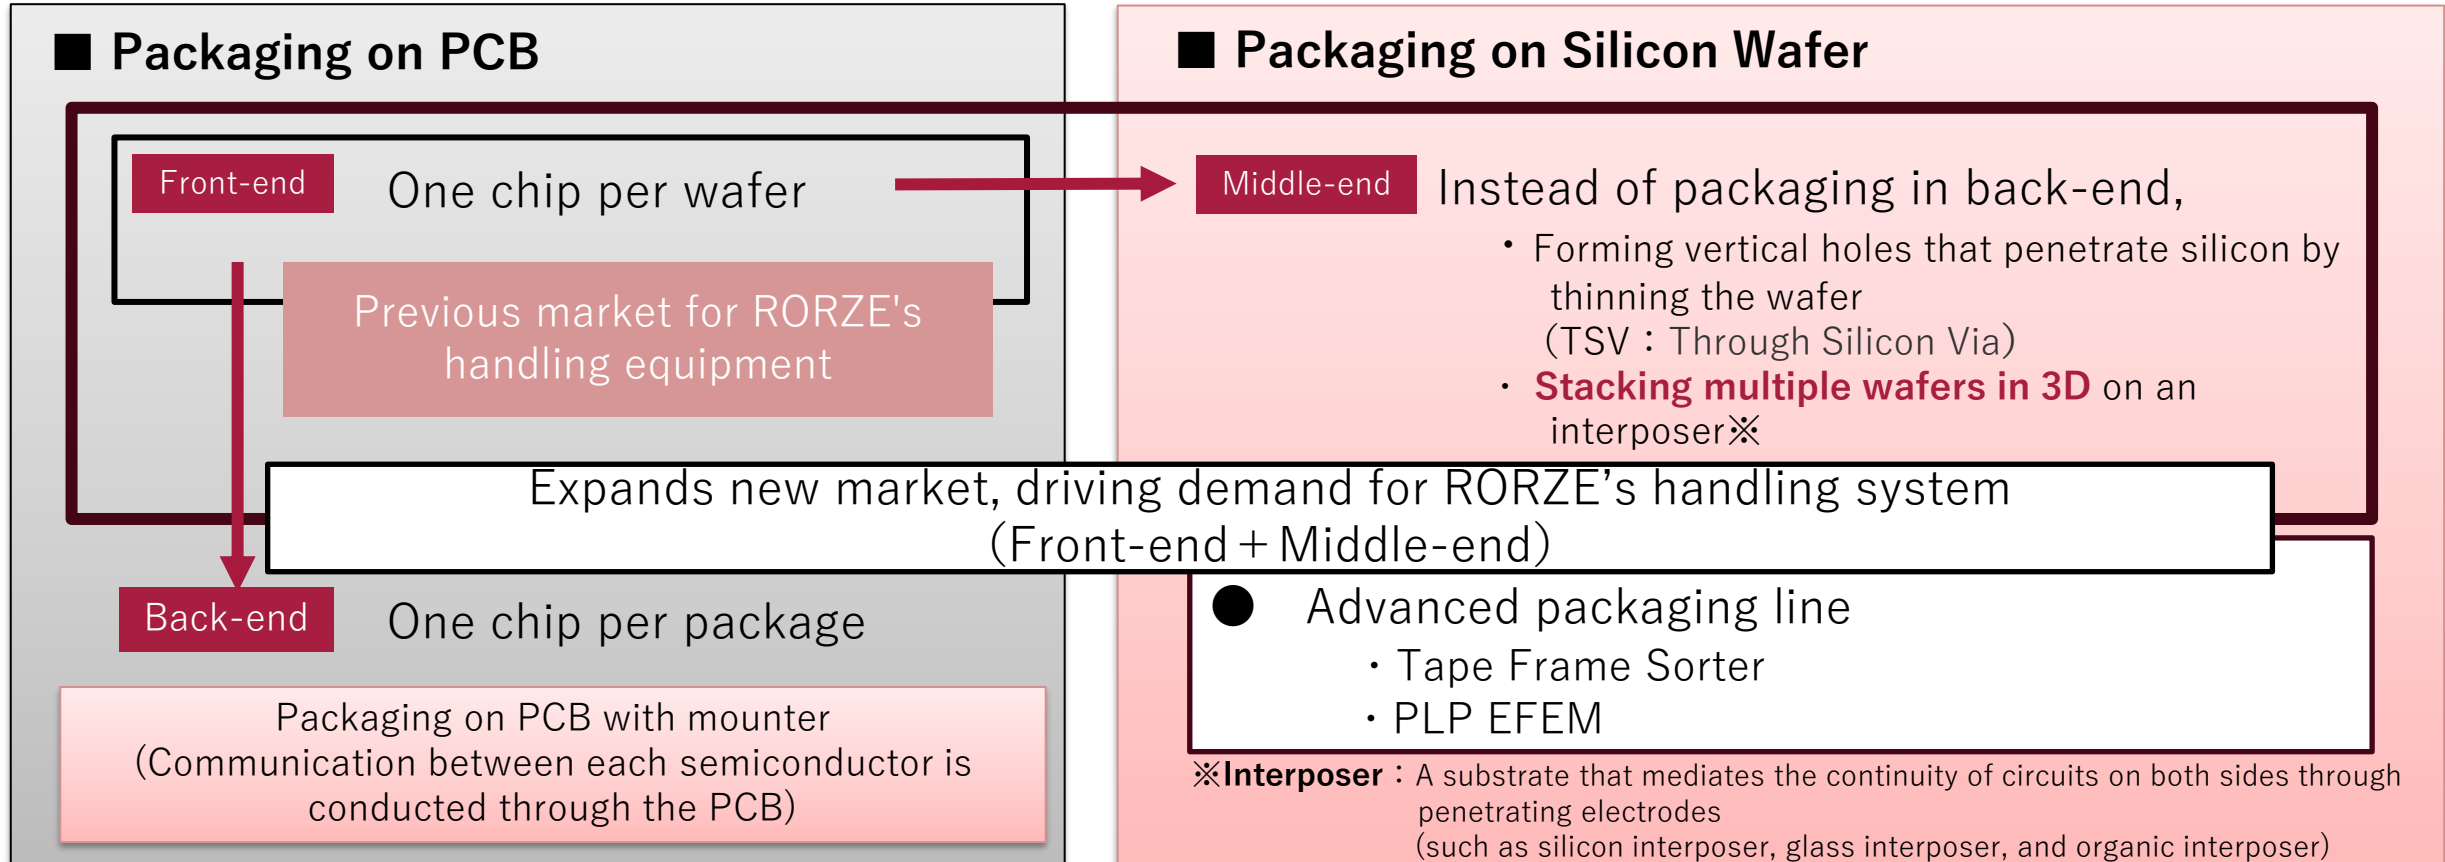 ■ Packaging on PCB
Front-end
One chip per wafer
Previous market for RORZE's
handling equipment
■ Packaging on Silicon Wafer
Middle-end
Instead of packaging in back-end,
・Forming vertical holes that penetrate silicon by
thinning the wafer
(TSV：Through Silicon Via)
・Stacking multiple wafers in 3D on an
interposer※
Expands new market, driving demand for RORZE’s handling system
(Front-end＋Middle-end)
Back-end
One chip per package
Packaging on PCB with mounter
(Communication between each semiconductor is
conducted through the PCB)
● Advanced packaging line
・Tape Frame Sorter
・PLP EFEM
※Interposer：A substrate that mediates the continuity of circuits on both sides through
penetrating electrodes
(such as silicon interposer, glass interposer, and organic interposer)